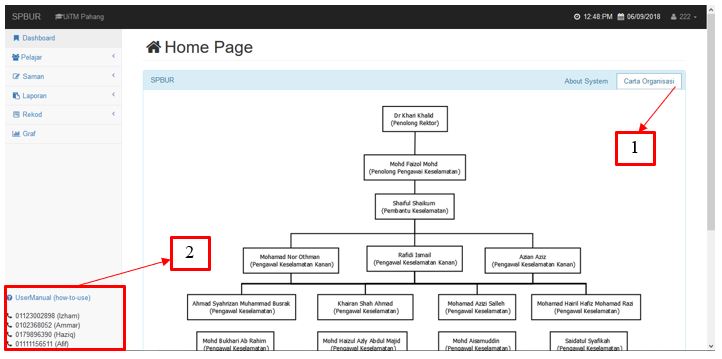 SPBUR
UiTM Pahang
12:48 PM
06/09/2018
222
Dashboard
Pelajar
Saman
Laporan
Rekod
Graf
Home Page
SPBUR
About System
Carta Organisasi
1
Dr Khari Khalid
(Penolong Rektor)
Mohd Faizol Mohd
(Penolong Pengawai Keselamatan)
Shaiful Shaikum
(Pembantu Keselamatan)
Mohamad Nor Othman
(Pengawal Keselamatan Kanan)
Rafidi Ismail
(Pengawal Keselamatan Kanan)
Azian Aziz
(Pengawal Keselamatan Kanan)
Ahmad Syahrizan Muhammad Busrak
(Pengawal Keselamatan)
Khairan Shah Ahmad
(Pengawal Keselamatan)
Mohamad Azizi Salleh
(Pengawal Keselamatan)
Mohamad Hairil Hafiz Mohamad Razi
(Pengawal Keselamatan)
Mohd Bukhari Ab Rahim
(Pengawal Keselamatan)
Mohd Haizul Azly Abdul Majid
(Pengawal Keselamatan)
Mohd Aisamuddin
(Pengawal Keselamatan)
Saidatul Syafikah
(Pengawal Keselamatan)
2
UserManual (how-to-use)
01123002898 (Izham)
0102368052 (Ammar)
0179896390 (Haziq)
01111156511 (Afif)